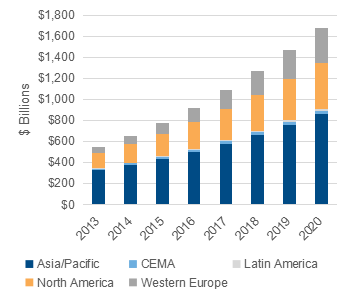 $1,800
$1,600
$1,400
$1,200
$1,000
$800
$600
$400
$200
$0
$ Billions
2013 2014 2015 2016 2017 2018 2019 2020
Asia/Pacific CEMA Latin America
North America Western Europe